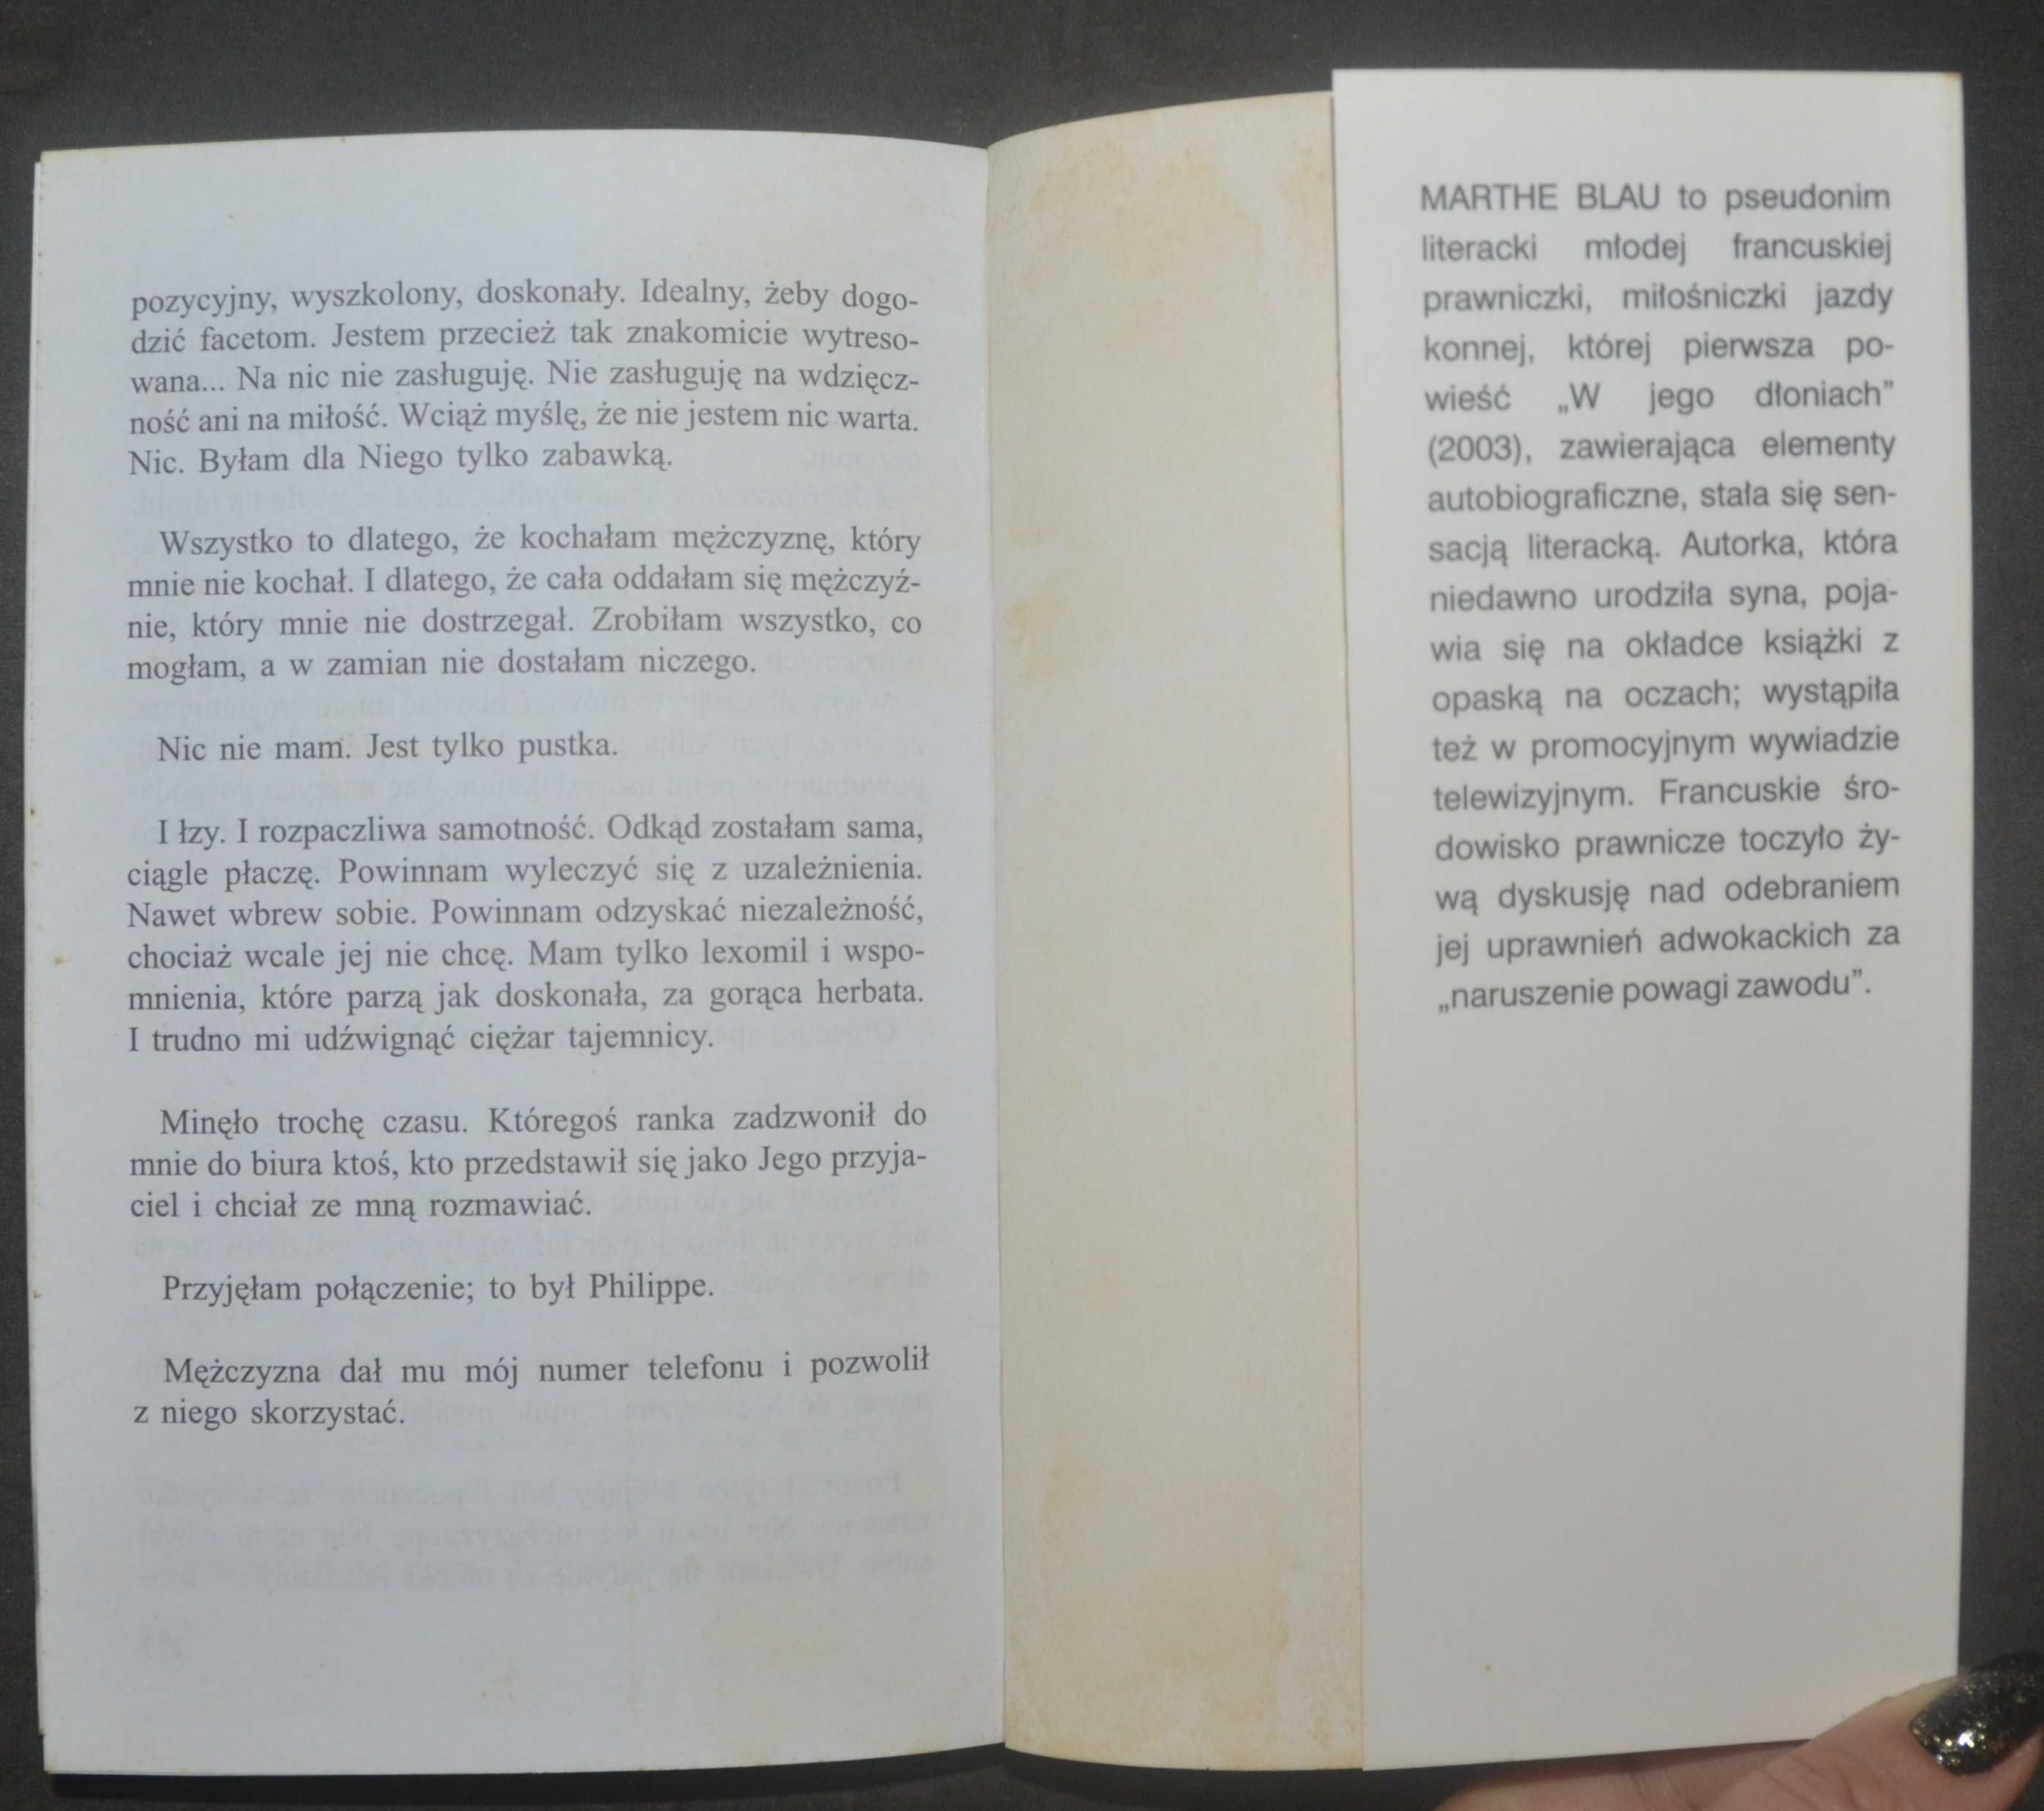 pozycyjny, wyszkolony, doskonały. Idealny, żeby dogo-
dzić facetom. Jestem przecież tak znakomicie wytreso-
wana... Na nic nie zasługuję. Nie zasługuję na wdzięcz-
ność ani na miłość. Wciąż myślę, że nie jestem nic warta.
Nic. Byłam dla Niego tylko zabawką.
Wszystko to dlatego, że kochałam mężczyznę, który
mnie nie kochał. I dlatego, że cała oddałam się mężczyź-
nie, który mnie nie dostrzegał. Zrobiłam wszystko, co
mogłam, a w zamian nie dostałam niczego.
Nic nie mam. Jest tylko pustka.
I łzy. I rozpaczliwa samotność. Odkąd zostałam sama,
ciągle płaczę. Powinnam wyleczyć się z uzależnienia.
Nawet wbrew sobie. Powinnam odzyskać niezależność,
chociaż wcale jej nie chcę. Mam tylko lexomil i wspo-
mnienia, które parzą jak doskonała, za gorąca herbata.
I trudno mi udźwignąć ciężar tajemnicy.
Minęło trochę czasu. Któregoś ranka zadzwonił do
mnie do biura ktoś, kto przedstawił się jako Jego przyja-
ciel i chciał ze mną rozmawiać.
Przyjęłam połączenie; to był Philippe.
Mężczyzna dał mu mój numer telefonu i pozwolił
z niego skorzystać.
MARTHE BLAU to pseudonim
literacki młodej francuskiej
prawniczki, miłośniczki jazdy
konnej, której pierwsza po-
wieść „W jego dłoniach”
(2003), zawierająca elementy
autobiograficzne, stała się sen-
sacją literacką. Autorka, która
niedawno urodziła syna, poja-
wia się na okładce książki z
opaską na oczach; wystąpiła
też w promocyjnym wywiadzie
telewizyjnym. Francuskie śro-
dowisko prawnicze toczyło ży-
wą dyskusję nad odebraniem
jej uprawnień adwokackich za
„naruszenie powagi zawodu”.